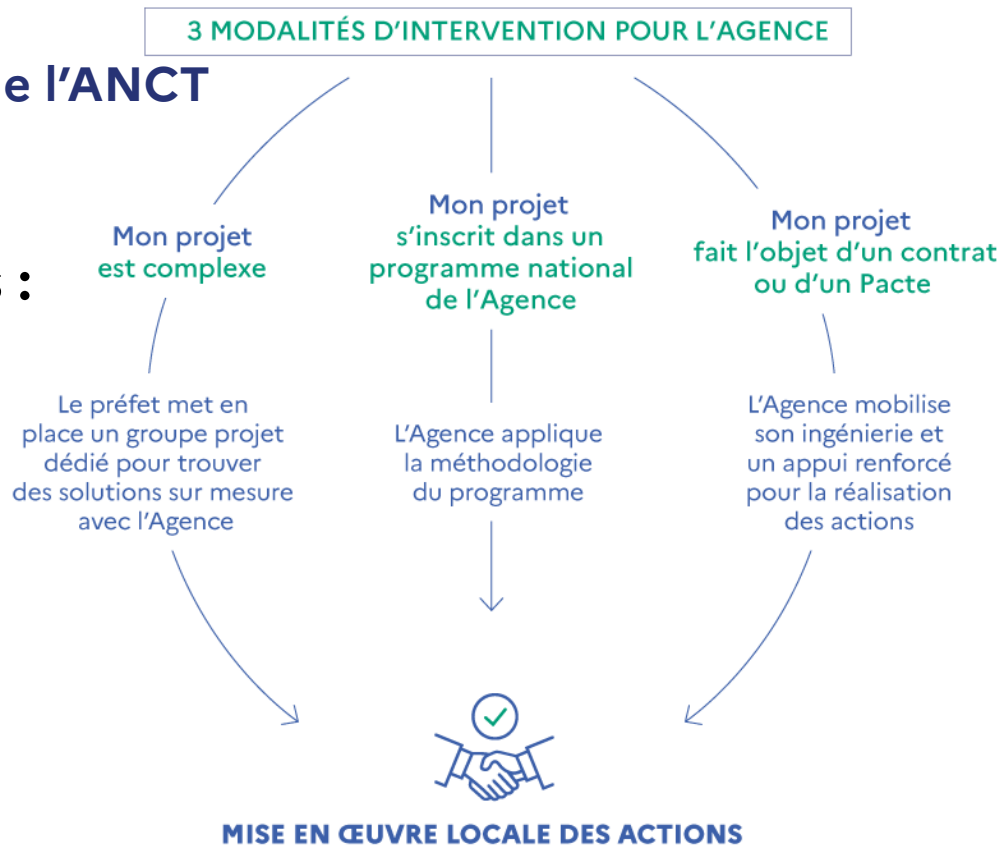 3 MODALITÉS D'INTERVENTION POUR L'AGENCE
e l'ANCT
:
Mon projet
est complexe
Le préfet met en
place un groupe projet
dédié pour trouver
des solutions sur mesure
avec l'Agence
Mon projet
s'inscrit dans un
programme national
de l'Agence
L'Agence applique
la méthodologie
du programme
Mon projet
fait l'objet d'un contrat
ou d'un Pacte
L'Agence mobilise
son ingénierie et
un appui renforcé
pour la réalisation
des actions
MISE EN ŒUVRE LOCALE DES ACTIONS